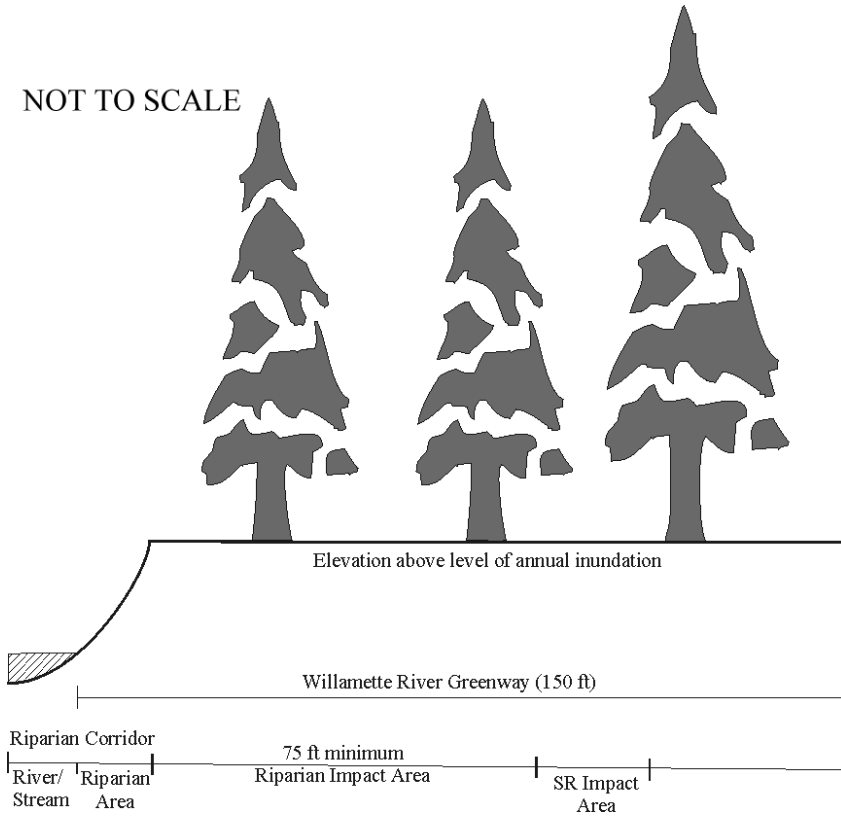 NOT TO SCALE
Elevation above level of annual inundation
Willamette River Greenway (150 ft)
Riparian Corridor
75 ft minimum
River/
Stream
Riparian
Area
Riparian Impact Area
SR Impact
Area